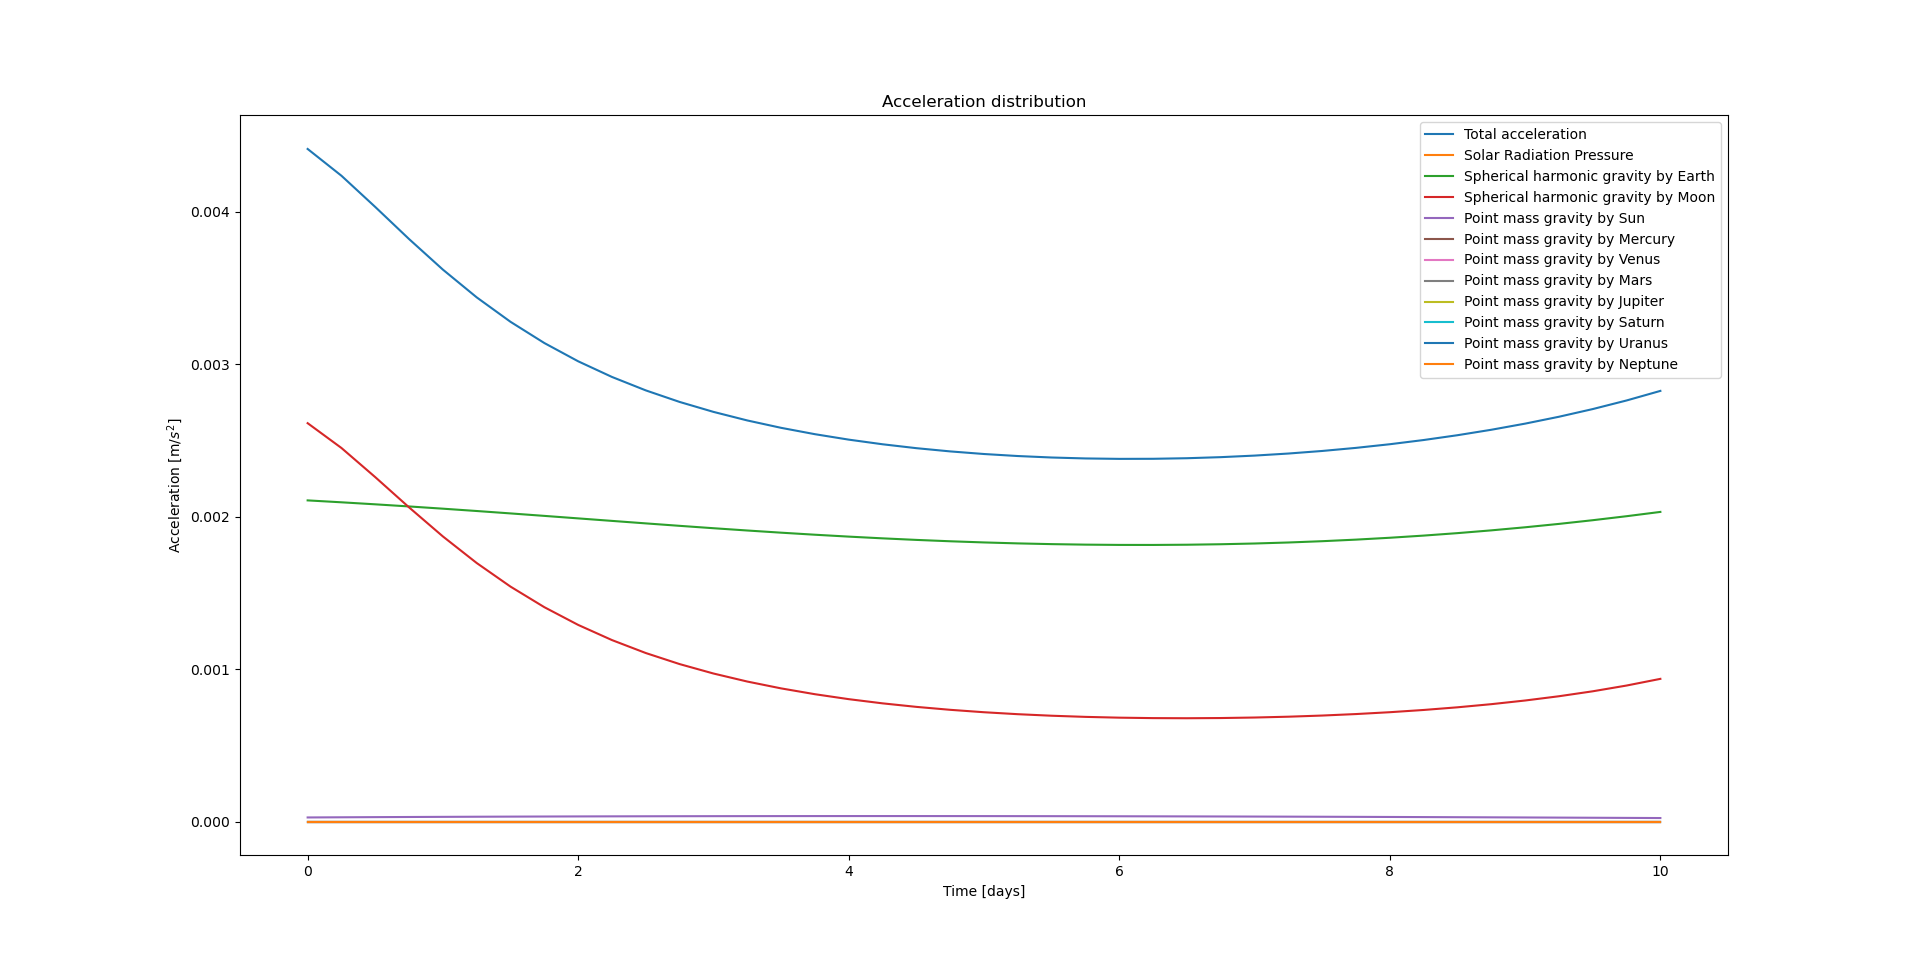 Acceleration distribution
Total acceleration
Solar Radiation Pressure
Spherical harmonic gravity by Earth
Spherical harmonic gravity by Moon
Point mass gravity by Sun
Point mass gravity by Mercury
Point mass gravity by Venus
Point mass gravity by Mars
Point mass gravity by Jupiter
Point mass gravity by Saturn
Point mass gravity by Uranus
Point mass gravity by Neptune
Acceleration [m/s²]
0.004
0.003
0.002
0.001
0.000
0 2 4 6 8 10
Time [days]